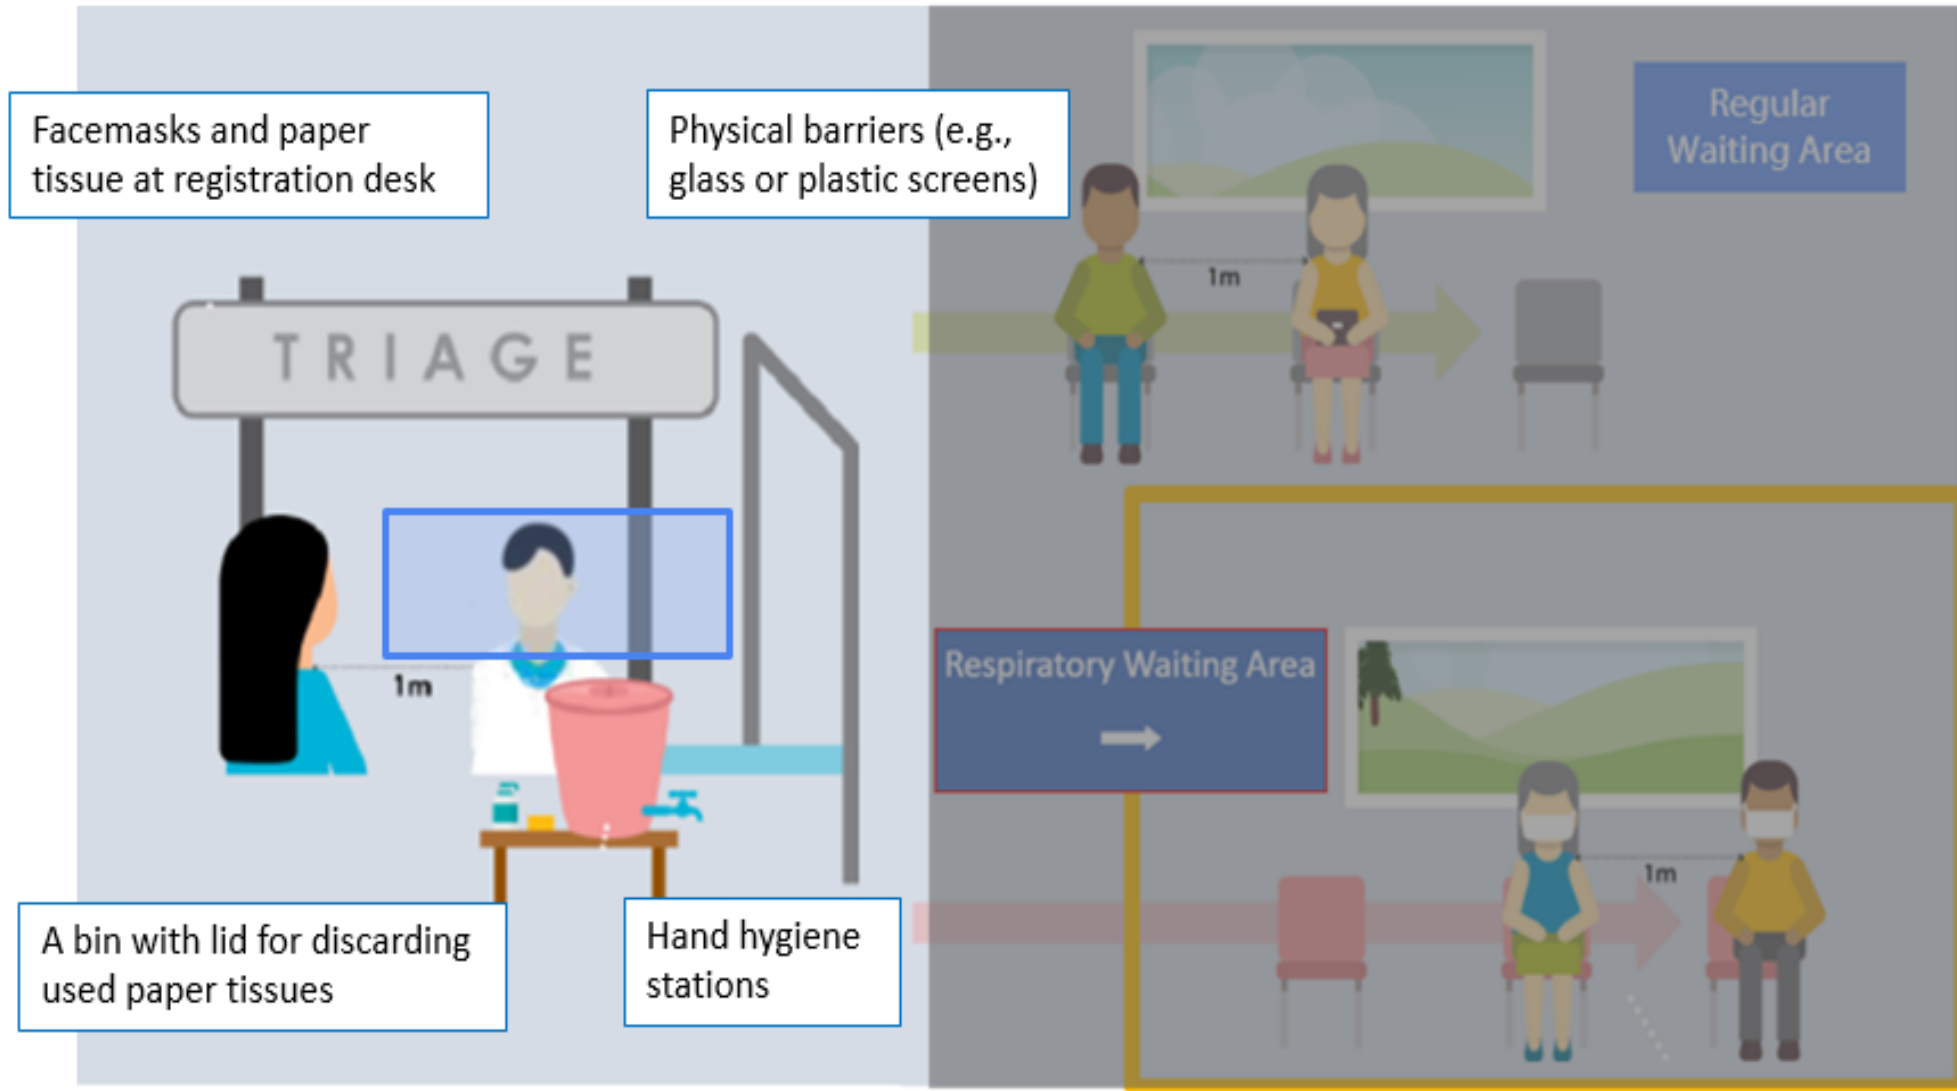 Facemasks and paper
tissue at registration desk
Physical barriers (e.g.,
glass or plastic screens)
Regular
Waiting Area
1m
TRIAGE
1m
Respiratory Waiting Area
1m
A bin with lid for discarding
used paper tissues
Hand hygiene
stations